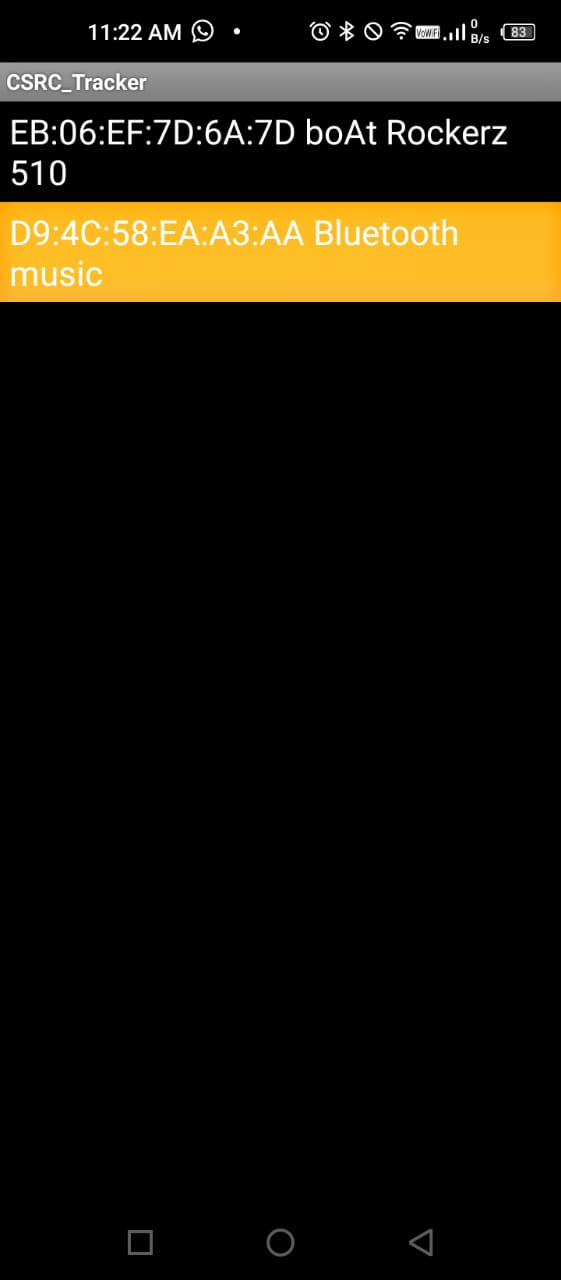 11:22 AM VoWiFi 0 B/s 83
CSRC_Tracker
EB:06:EF:7D:6A:7D boAt Rockerz
510
D9:4C:58:EA:A3:AA Bluetooth
music